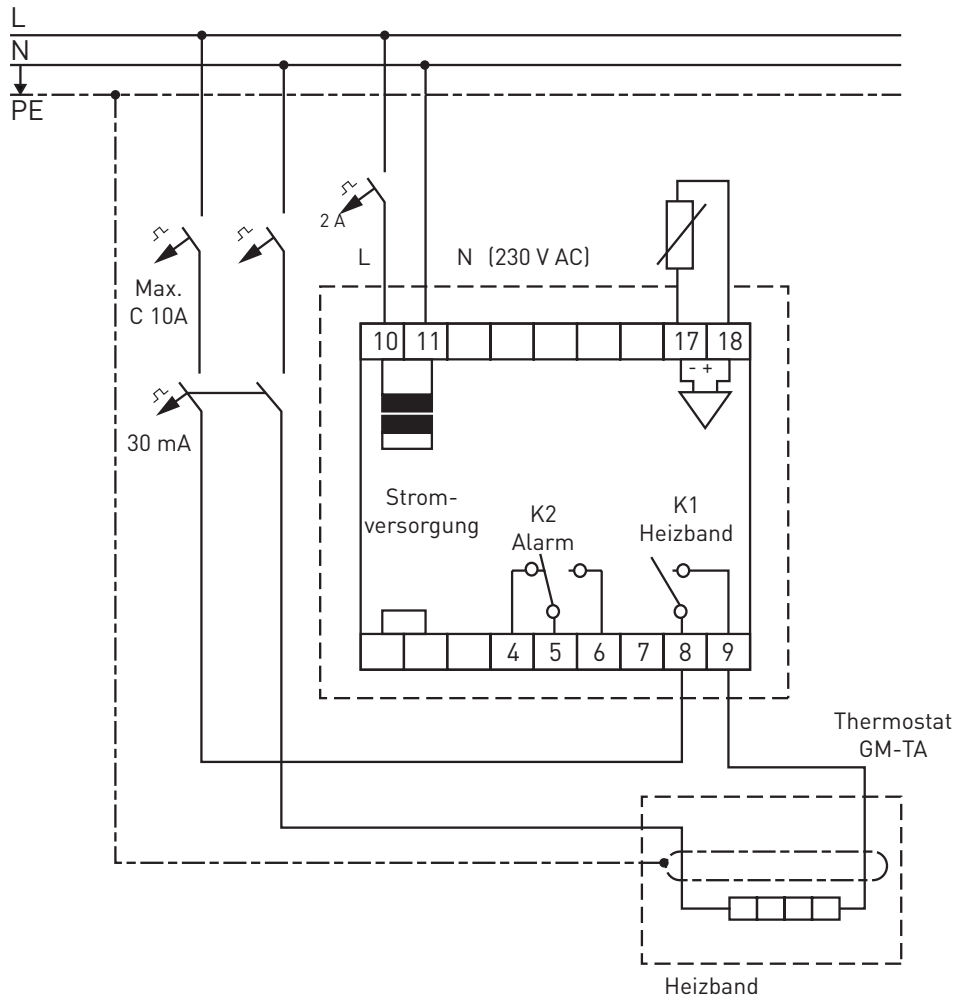 L
N
PE
2 A
L
N (230 V AC)
Max.
C 10A
10
11
17
18
- +
30 mA
Strom-
versorgung
K2
Alarm
K1
Heizband
4
5
6
7
8
9
Thermostat
GM-TA
Heizband